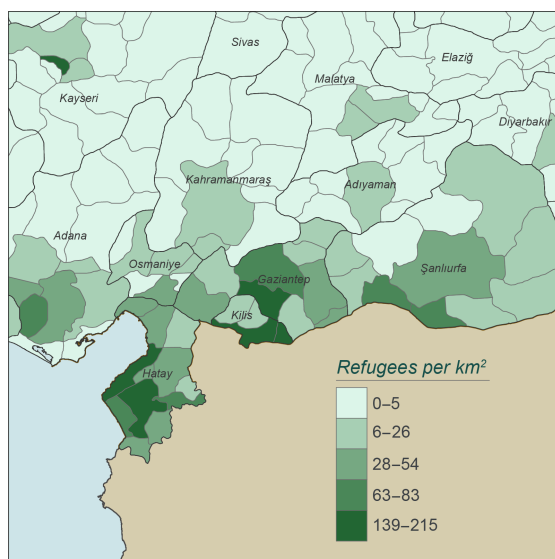 Sivas
Elaziğ
Malatya
Kayseri
Diyarbakır
Kahramanmaraş
Adıyaman
Adana
Osmaniye
Gaziantep
Şanlıurfa
Kilis
Hatay
Refugees per km²
0–5
6–26
28–54
63–83
139–215